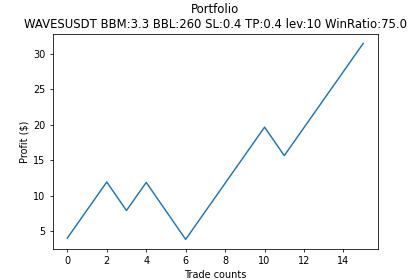 Portfolio
WAVESUSDT BBM:3.3 BBL:260 SL:0.4 TP:0.4 lev:10 WinRatio:75.0
Profit ($)
30
25
20
15
10
5
0 2 4 6 8 10 12 14
Trade counts